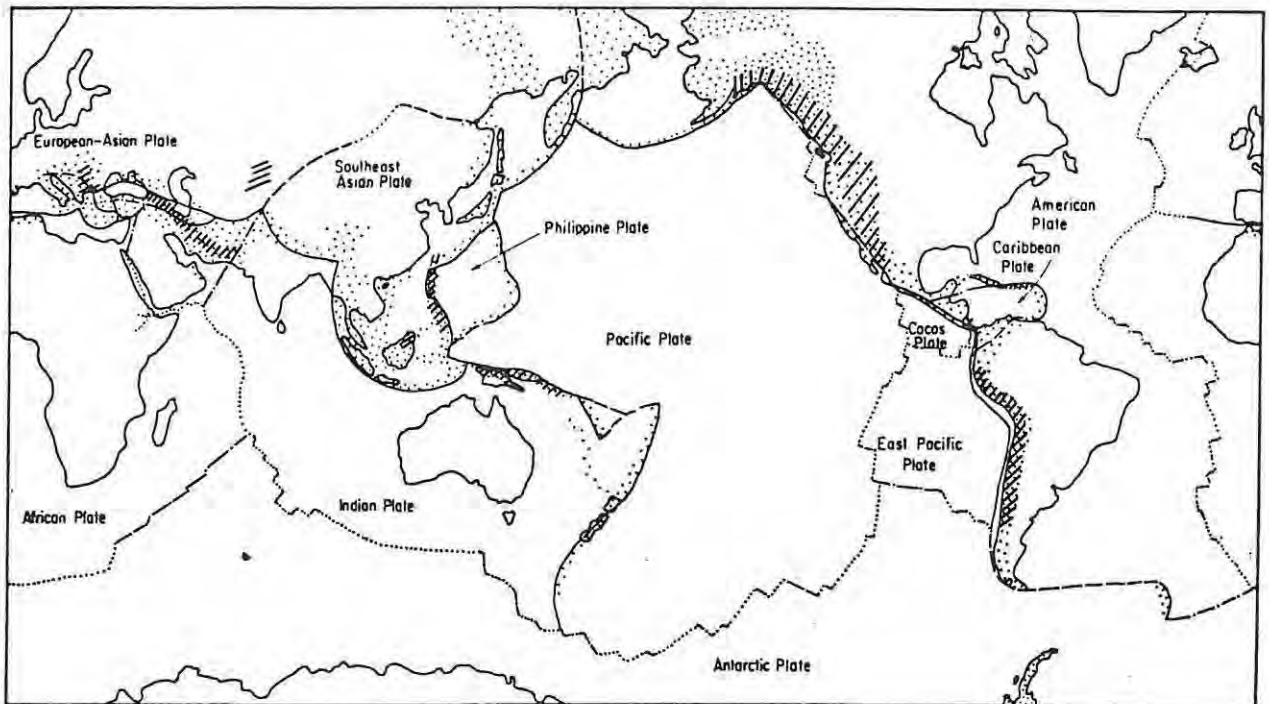 European-Asian Plate
Southeast
Asian Plate
Philippine Plate
American
Plate
Caribbean
Plate
Cocos
Plate
Pacific Plate
East Pacific
Plate
Indian Plate
African Plate
Antarctic Plate